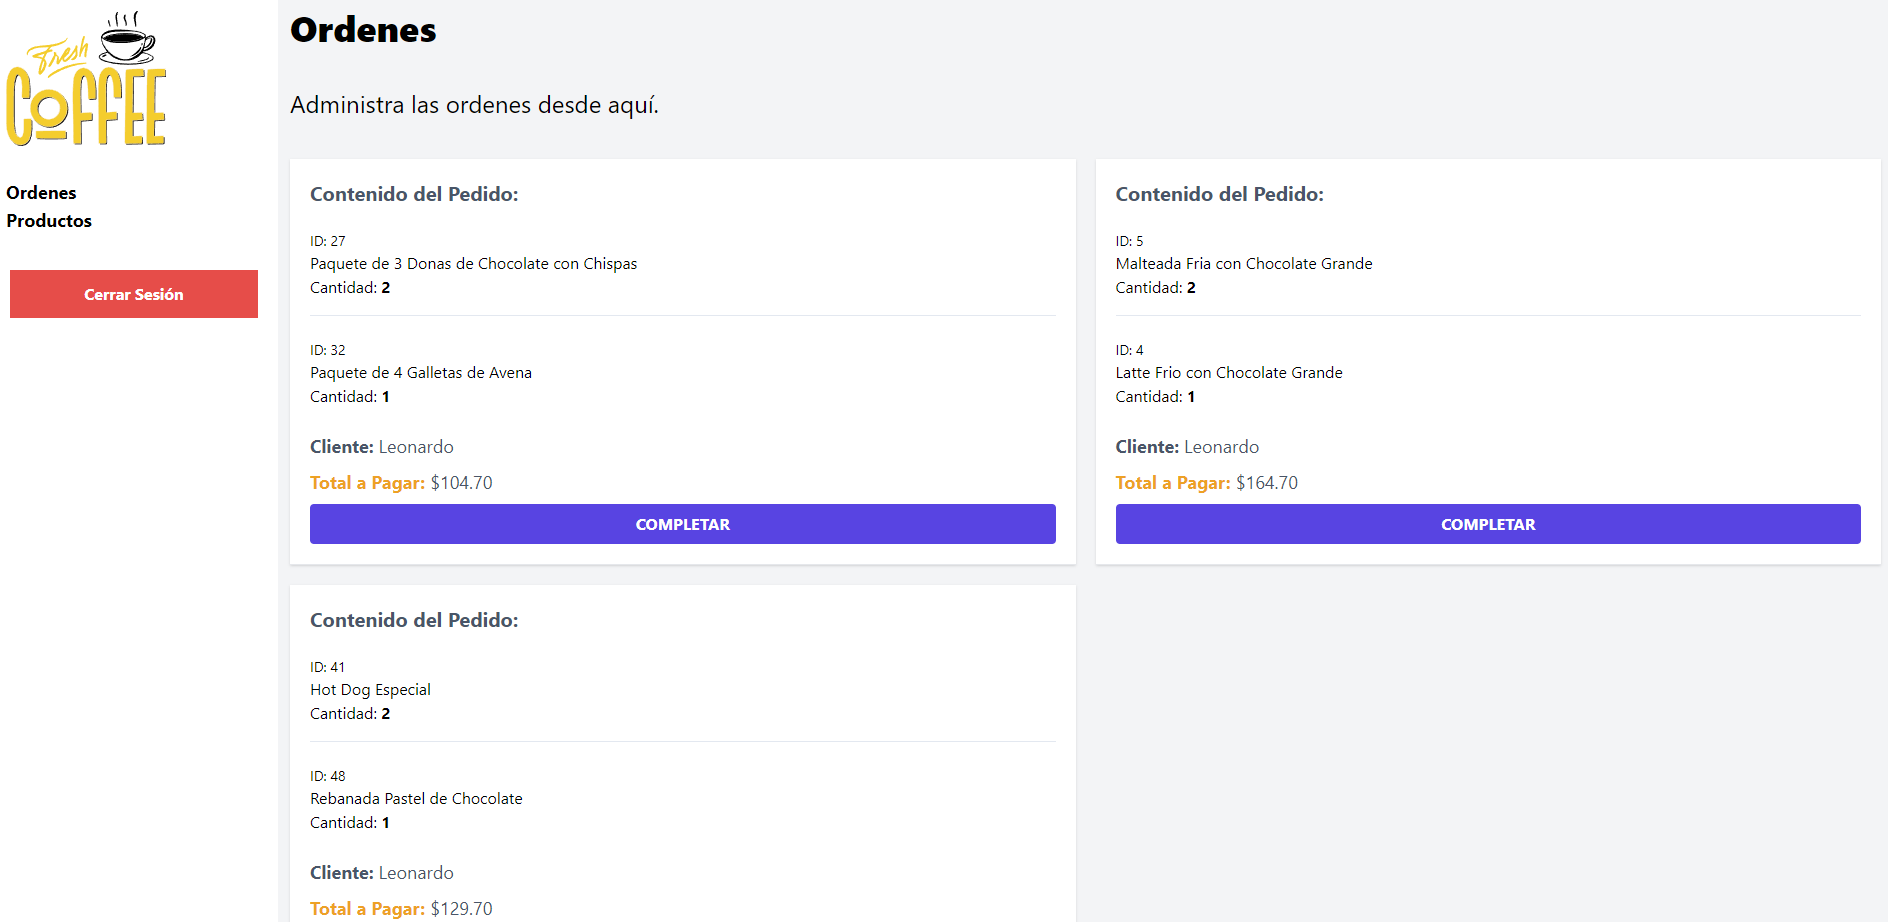 Fresh
COFFEE
Ordenes
Productos
Cerrar Sesión
Ordenes
Administra las ordenes desde aquí.
Contenido del Pedido:
ID: 27
Paquete de 3 Donas de Chocolate con Chispas
Cantidad: 2
ID: 32
Paquete de 4 Galletas de Avena
Cantidad: 1
Cliente: Leonardo
Total a Pagar: $104.70
COMPLETAR
Contenido del Pedido:
ID: 5
Malteada Fria con Chocolate Grande
Cantidad: 2
ID: 4
Latte Frio con Chocolate Grande
Cantidad: 1
Cliente: Leonardo
Total a Pagar: $164.70
COMPLETAR
Contenido del Pedido:
ID: 41
Hot Dog Especial
Cantidad: 2
ID: 48
Rebanada Pastel de Chocolate
Cantidad: 1
Cliente: Leonardo
Total a Pagar: $129.70